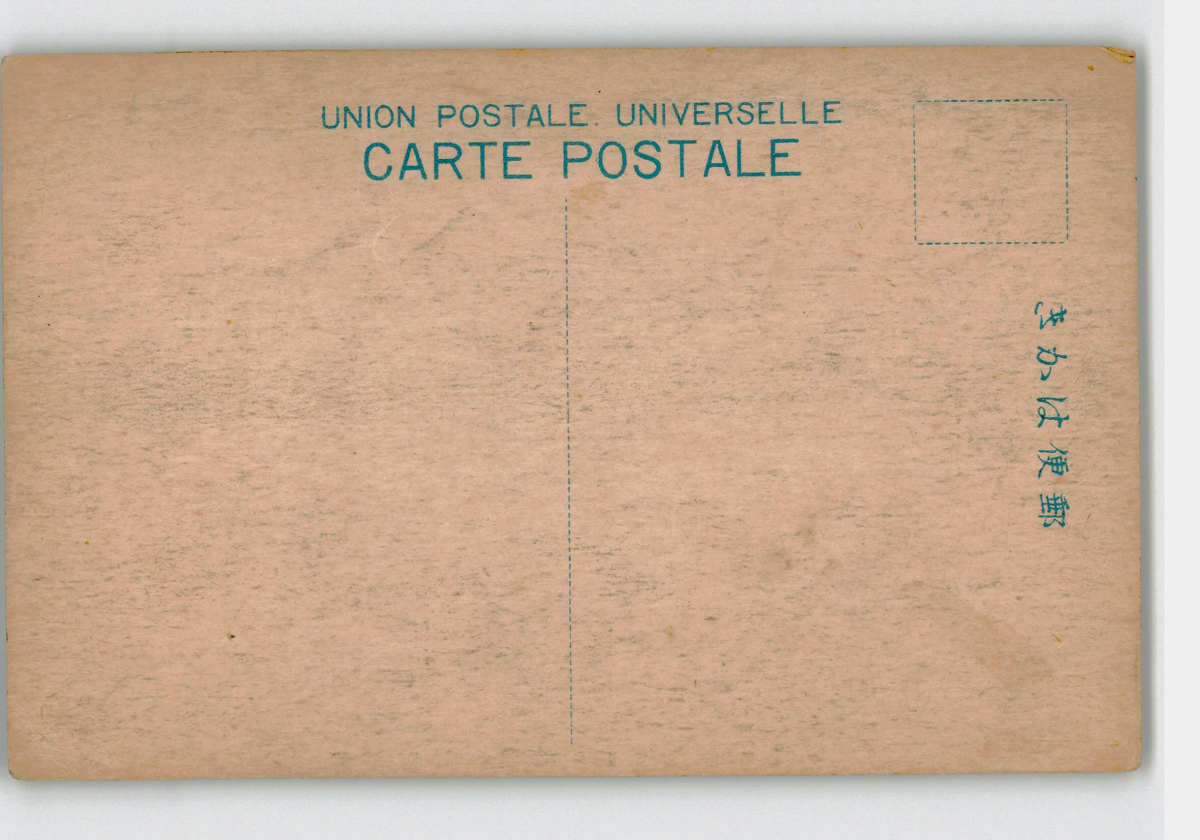 UNION POSTALE. UNIVERSELLE
CARTE POSTALE
郵便はかき